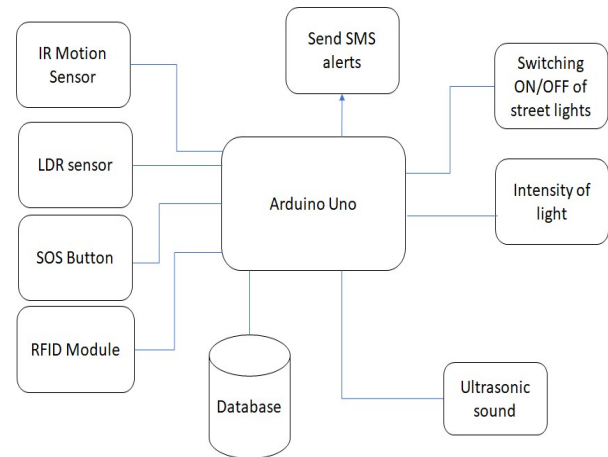 IR Motion
Sensor
LDR sensor
SOS Button
RFID Module
Send SMS
alerts
Arduino Uno
Database
Switching
ON/OFF of
street lights
Intensity of
light
Ultrasonic
sound